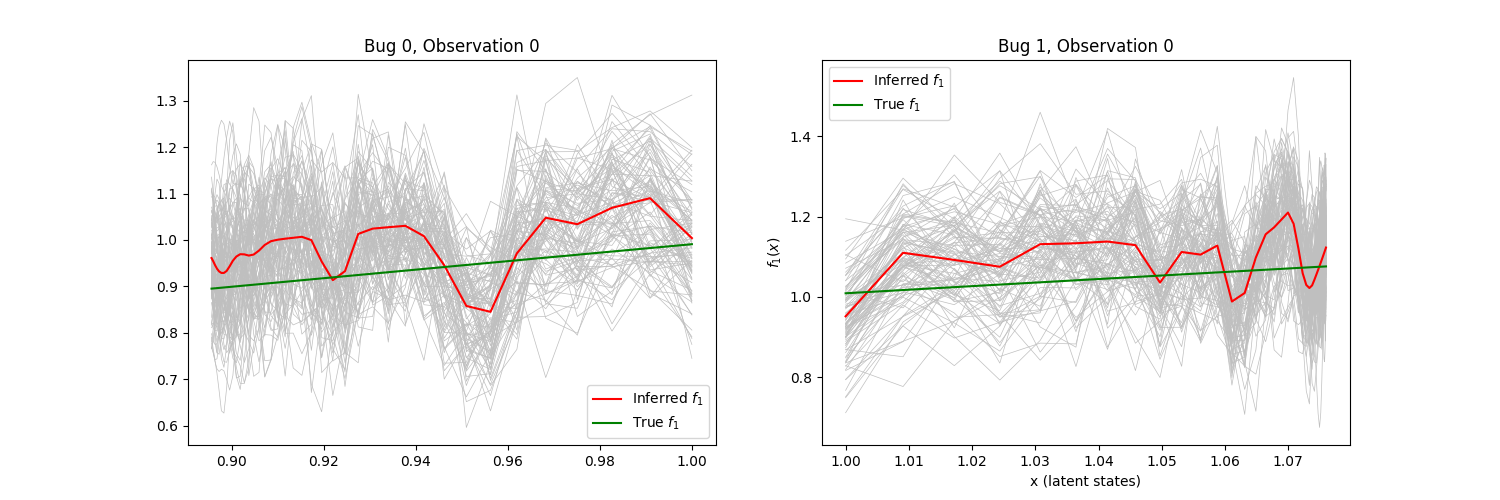 Bug 0, Observation 0
1.3
1.2
1.1
1.0
0.9
0.8
0.7
0.6
Inferred f₁
True f₁
0.90 0.92 0.94 0.96 0.98 1.00
Bug 1, Observation 0
Inferred f₁
True f₁
f₁(x)
1.4
1.2
1.0
0.8
1.00 1.01 1.02 1.03 1.04 1.05 1.06 1.07
x (latent states)